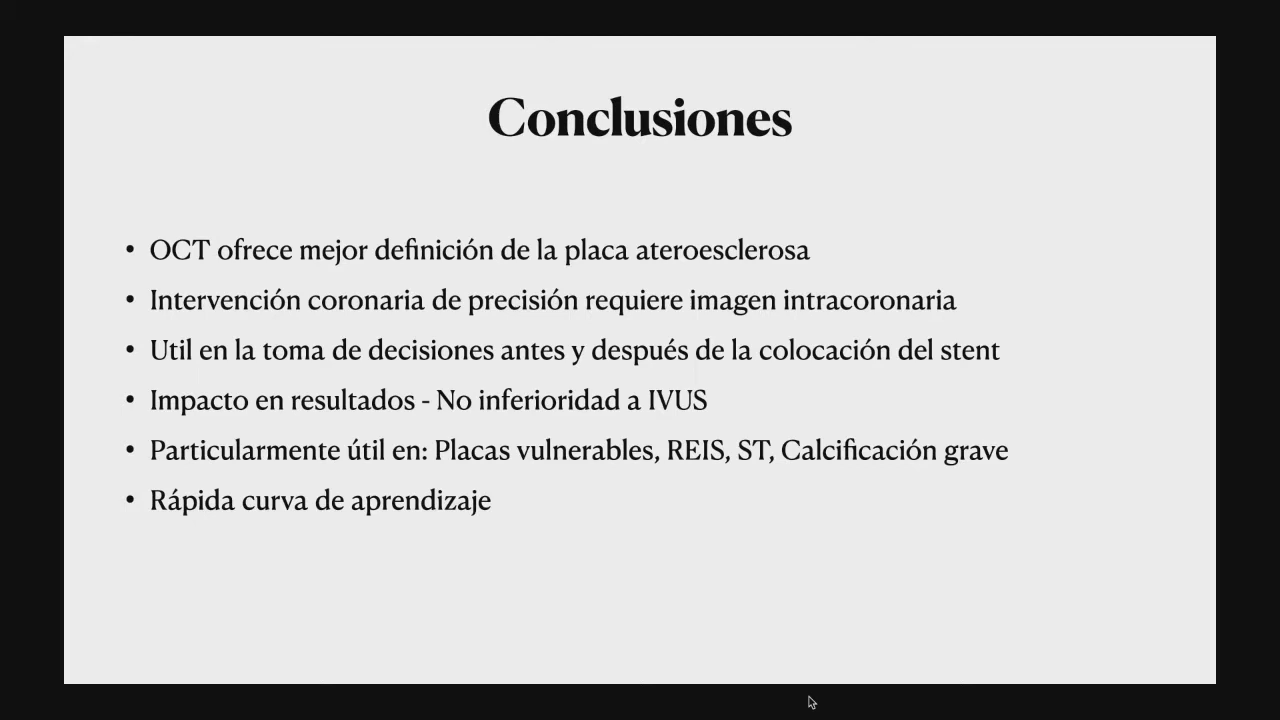 Conclusiones
• OCT ofrece mejor definición de la placa ateroesclerosa
• Intervención coronaria de precisión requiere imagen intracoronaria
• Util en la toma de decisiones antes y después de la colocación del stent
• Impacto en resultados - No inferioridad a IVUS
• Particularmente útil en: Placas vulnerables, REIS, ST, Calcificación grave
• Rápida curva de aprendizaje